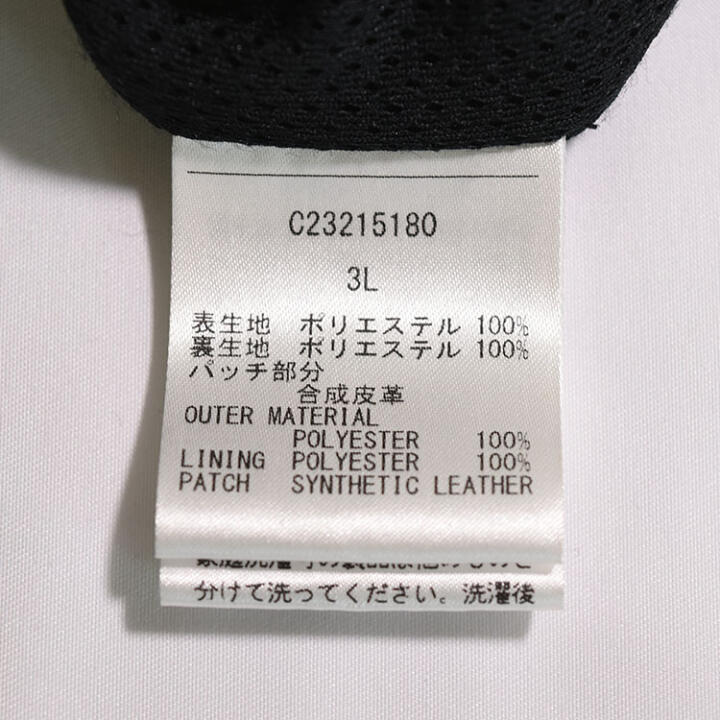 C23215180
3L
表生地 ポリエステル 100%
裏生地 ポリエステル 100%
パッチ部分
合成皮革
OUTER MATERIAL
POLYESTER 100%
LINING POLYESTER 100%
PATCH SYNTHETIC LEATHER
分けて洗ってください。洗濯後